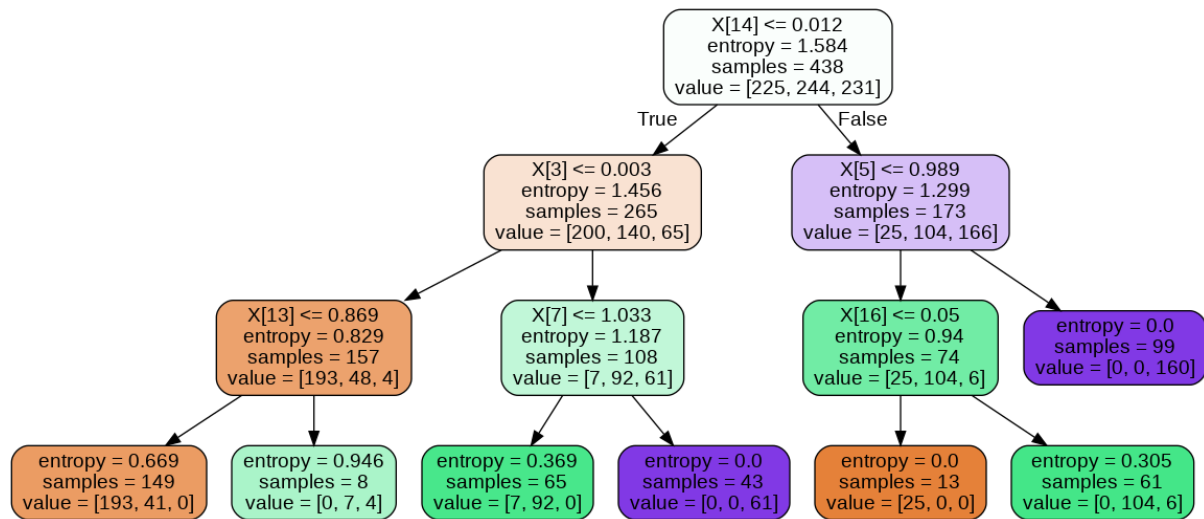 X[14] <= 0.012
entropy = 1.584
samples = 438
value = [225, 244, 231]
True
False
X[3] <= 0.003
entropy = 1.456
samples = 265
value = [200, 140, 65]
X[5] <= 0.989
entropy = 1.299
samples = 173
value = [25, 104, 166]
X[13] <= 0.869
entropy = 0.829
samples = 157
value = [193, 48, 4]
X[7] <= 1.033
entropy = 1.187
samples = 108
value = [7, 92, 61]
X[16] <= 0.05
entropy = 0.94
samples = 74
value = [25, 104, 6]
entropy = 0.0
samples = 99
value = [0, 0, 160]
entropy = 0.669
samples = 149
value = [193, 41, 0]
entropy = 0.946
samples = 8
value = [0, 7, 4]
entropy = 0.369
samples = 65
value = [7, 92, 0]
entropy = 0.0
samples = 43
value = [0, 0, 61]
entropy = 0.0
samples = 13
value = [25, 0, 0]
entropy = 0.305
samples = 61
value = [0, 104, 6]